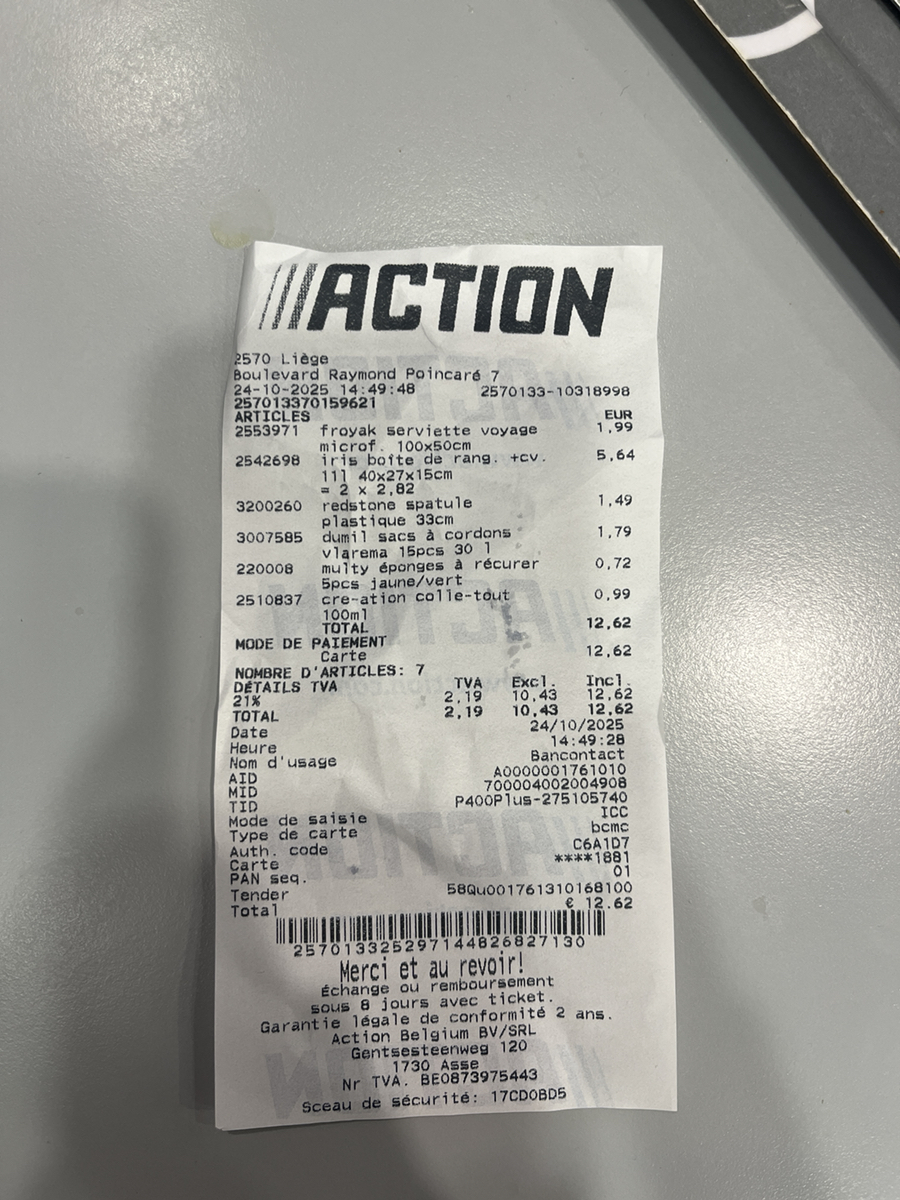 ACTION
2570 Liège
Boulevard Raymond Poincaré 7
24-10-2025 14:49:48 2570133-10318998
257013370159621
ARTICLES EUR
2553971 froyak serviette voyage 1,99
microf. 100x50cm
2542698 iris boîte de rang. +cv. 5,64
11l 40x27x15cm
= 2 x 2,82
3200260 redstone spatule 1,49
plastique 33cm
3007585 dumil sacs à cordons 1,79
vlarema 15pcs 30 l
220008 multy éponges à récurer 0,72
5pcs jaune/vert
2510837 cre-ation colle-tout 0,99
100ml
TOTAL 12,62
MODE DE PAIEMENT
Carte 12,62
NOMBRE D'ARTICLES: 7
DÉTAILS TVA TVA Excl. Incl.
21% 2,19 10,43 12,62
TOTAL 2,19 10,43 12,62
Date 24/10/2025
Heure 14:49:28
Nom d'usage Bancontact
AID A0000001761010
MID 700004002004908
TID P400Plus-275105740
Mode de saisie ICC
Type de carte bcmc
Auth. code C6A1D7
Carte ****1881
PAN seq. 01
Tender 58Qu001761310168100
Total € 12.62
257013325297144826827130
Merci et au revoir!
Échange ou remboursement
sous 8 jours avec ticket.
Garantie légale de conformité 2 ans.
Action Belgium BV/SRL
Gentsesteenweg 120
1730 Asse
Nr TVA. BE0873975443
Sceau de sécurité: 17CD0BD5